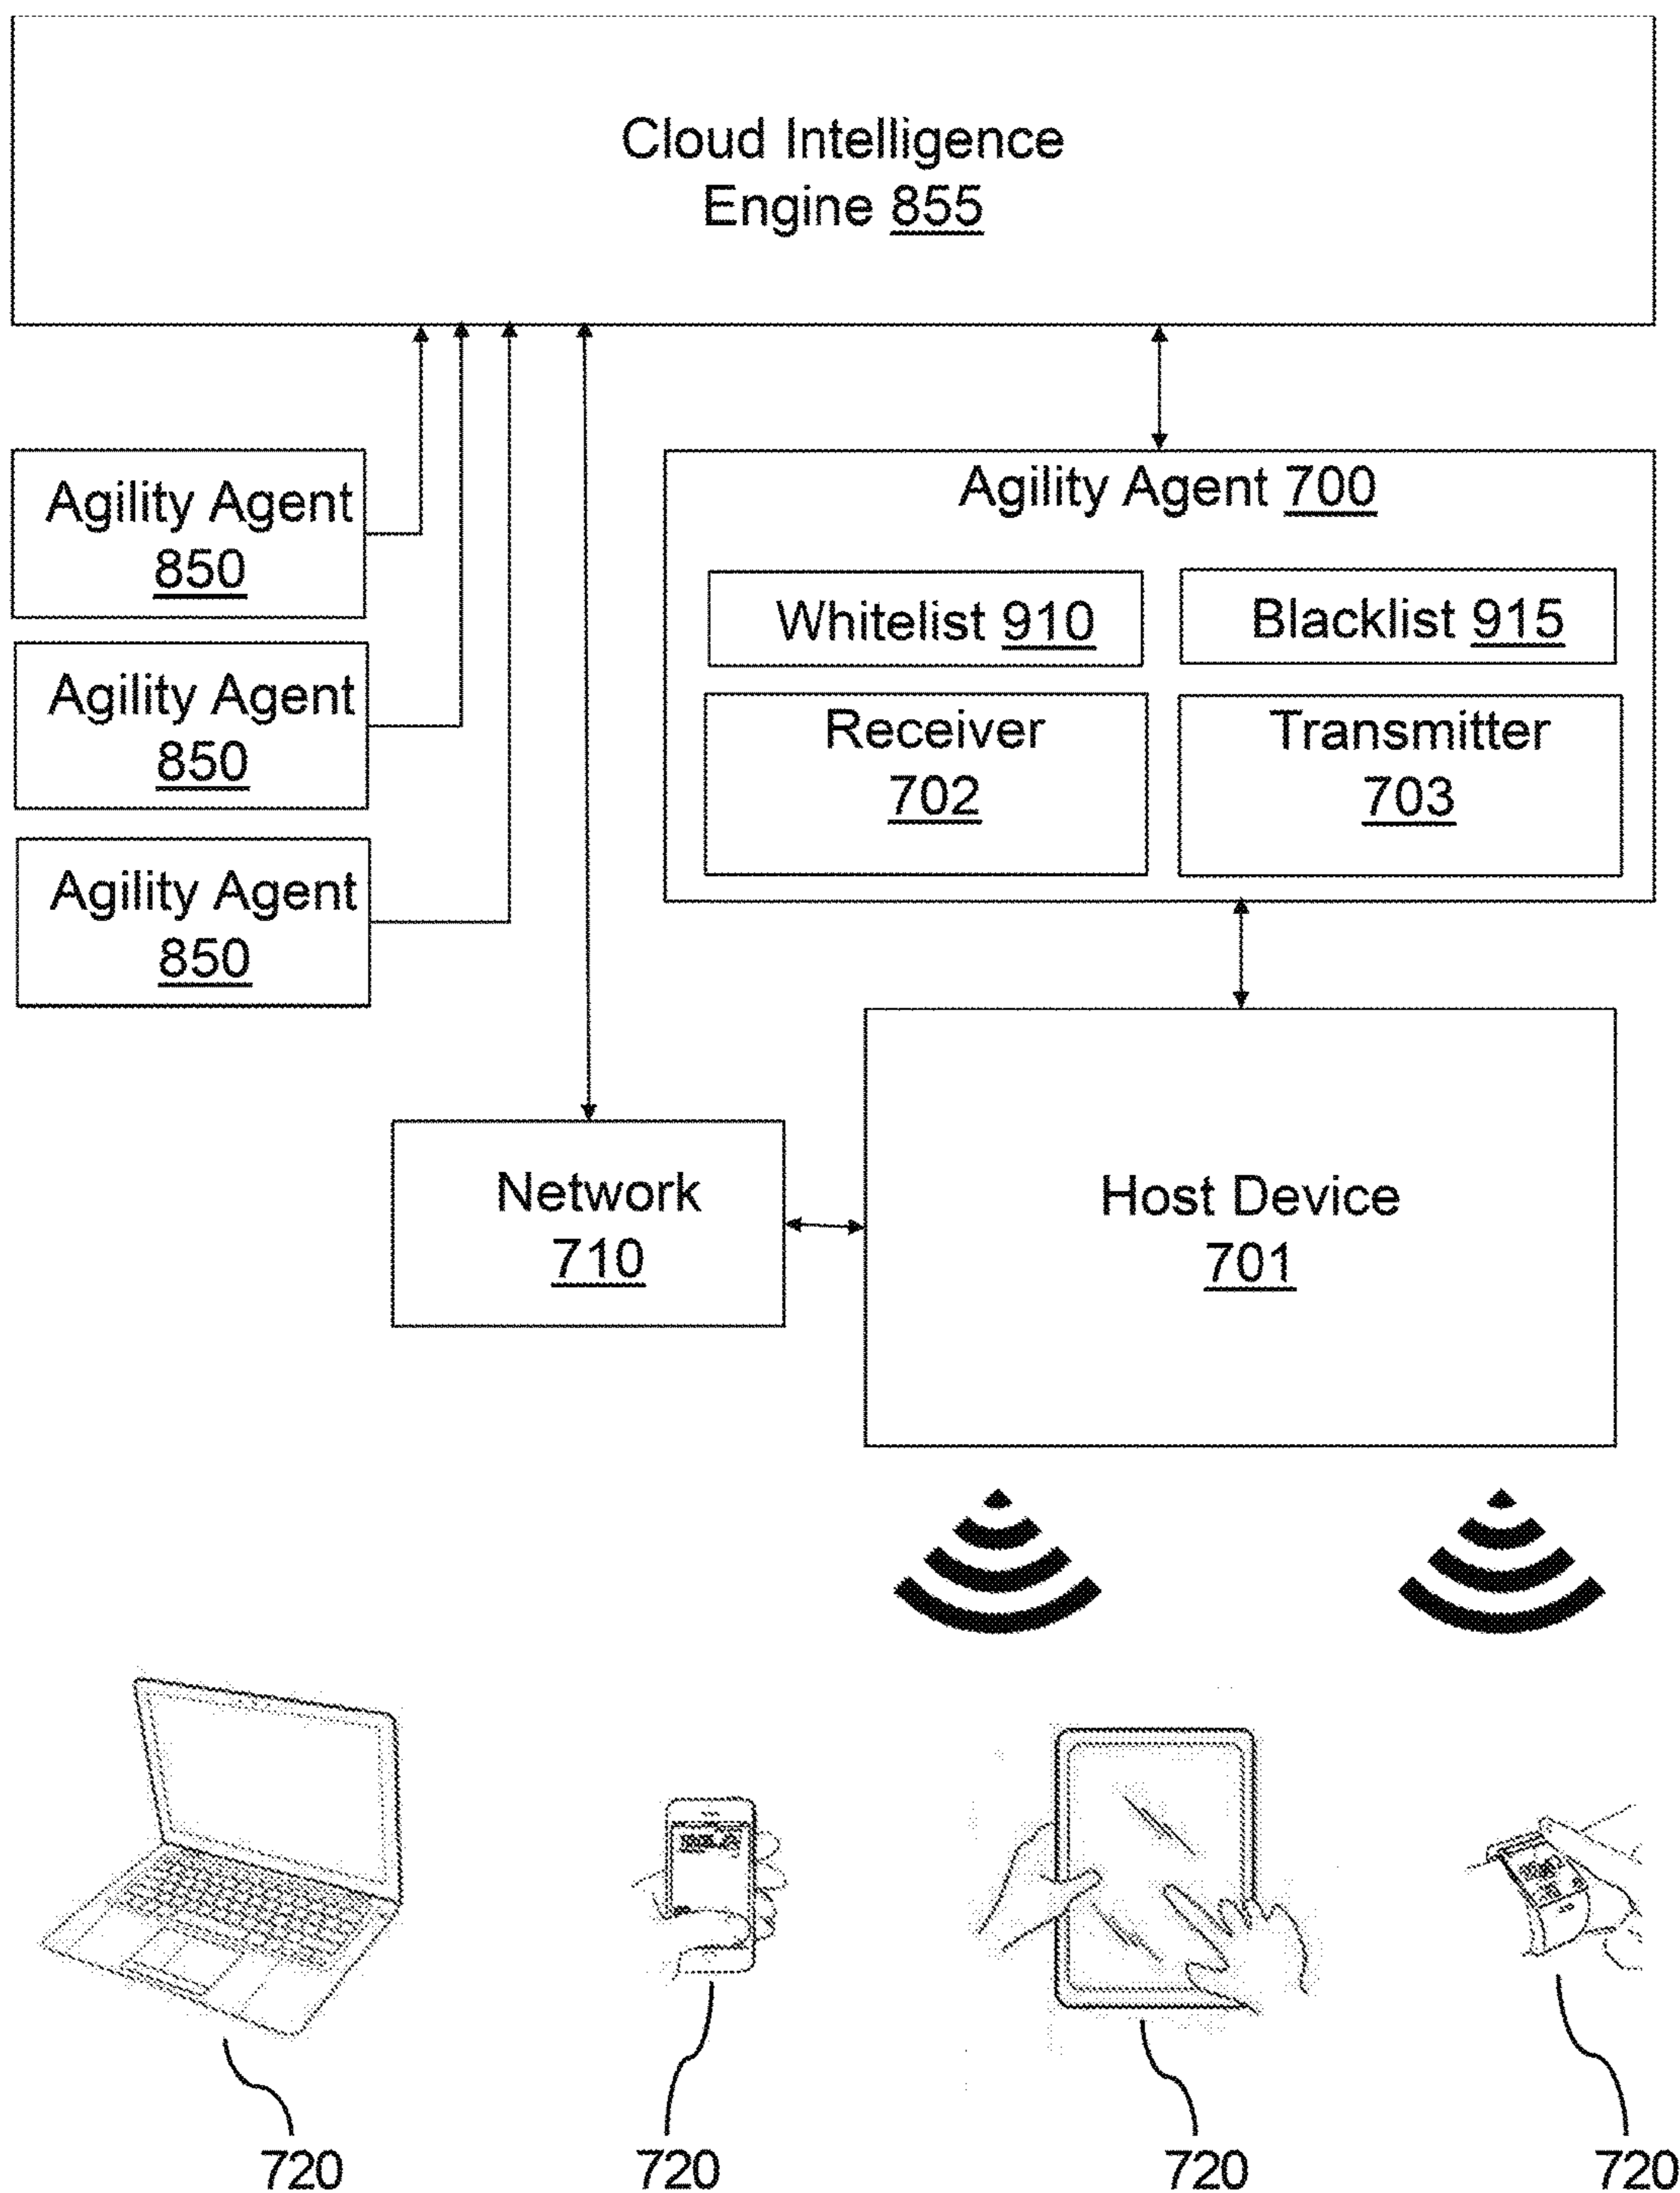 Cloud Intelligence
Engine 855
Agility Agent
850
Agility Agent
850
Agility Agent
850
Agility Agent 700
Whitelist 910
Blacklist 915
Receiver
702
Transmitter
703
Network
710
Host Device
701
720
720
720
720